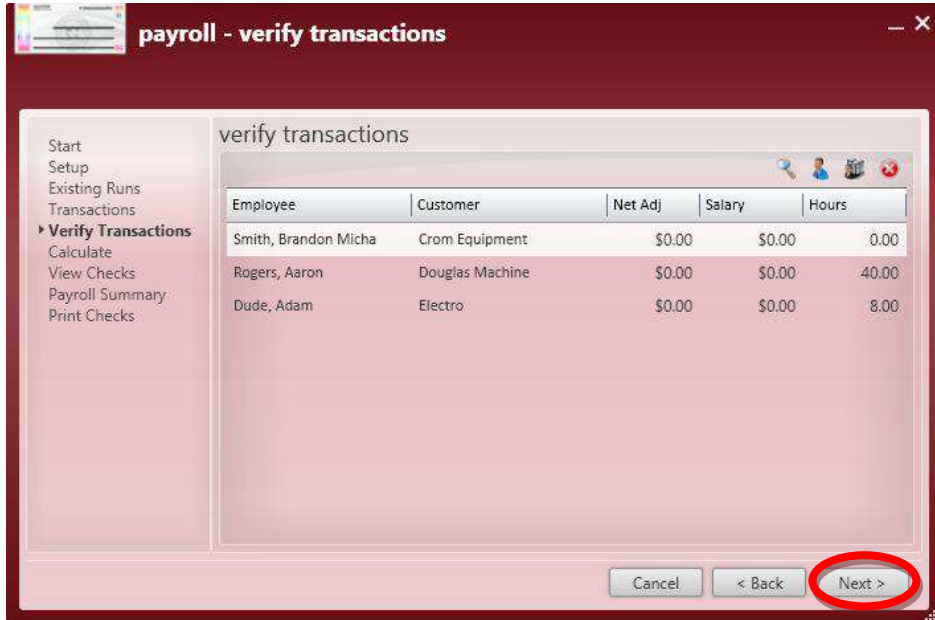 payroll - verify transactions
Start
Setup
Existing Runs
Transactions
Verify Transactions
Calculate
View Checks
Payroll Summary
Print Checks
verify transactions
Employee Customer Net Adj Salary Hours
Smith, Brandon Micha Crom Equipment $0.00 $0.00 0.00
Rogers, Aaron Douglas Machine $0.00 $0.00 40.00
Dude, Adam Electro $0.00 $0.00 8.00
Cancel < Back Next >